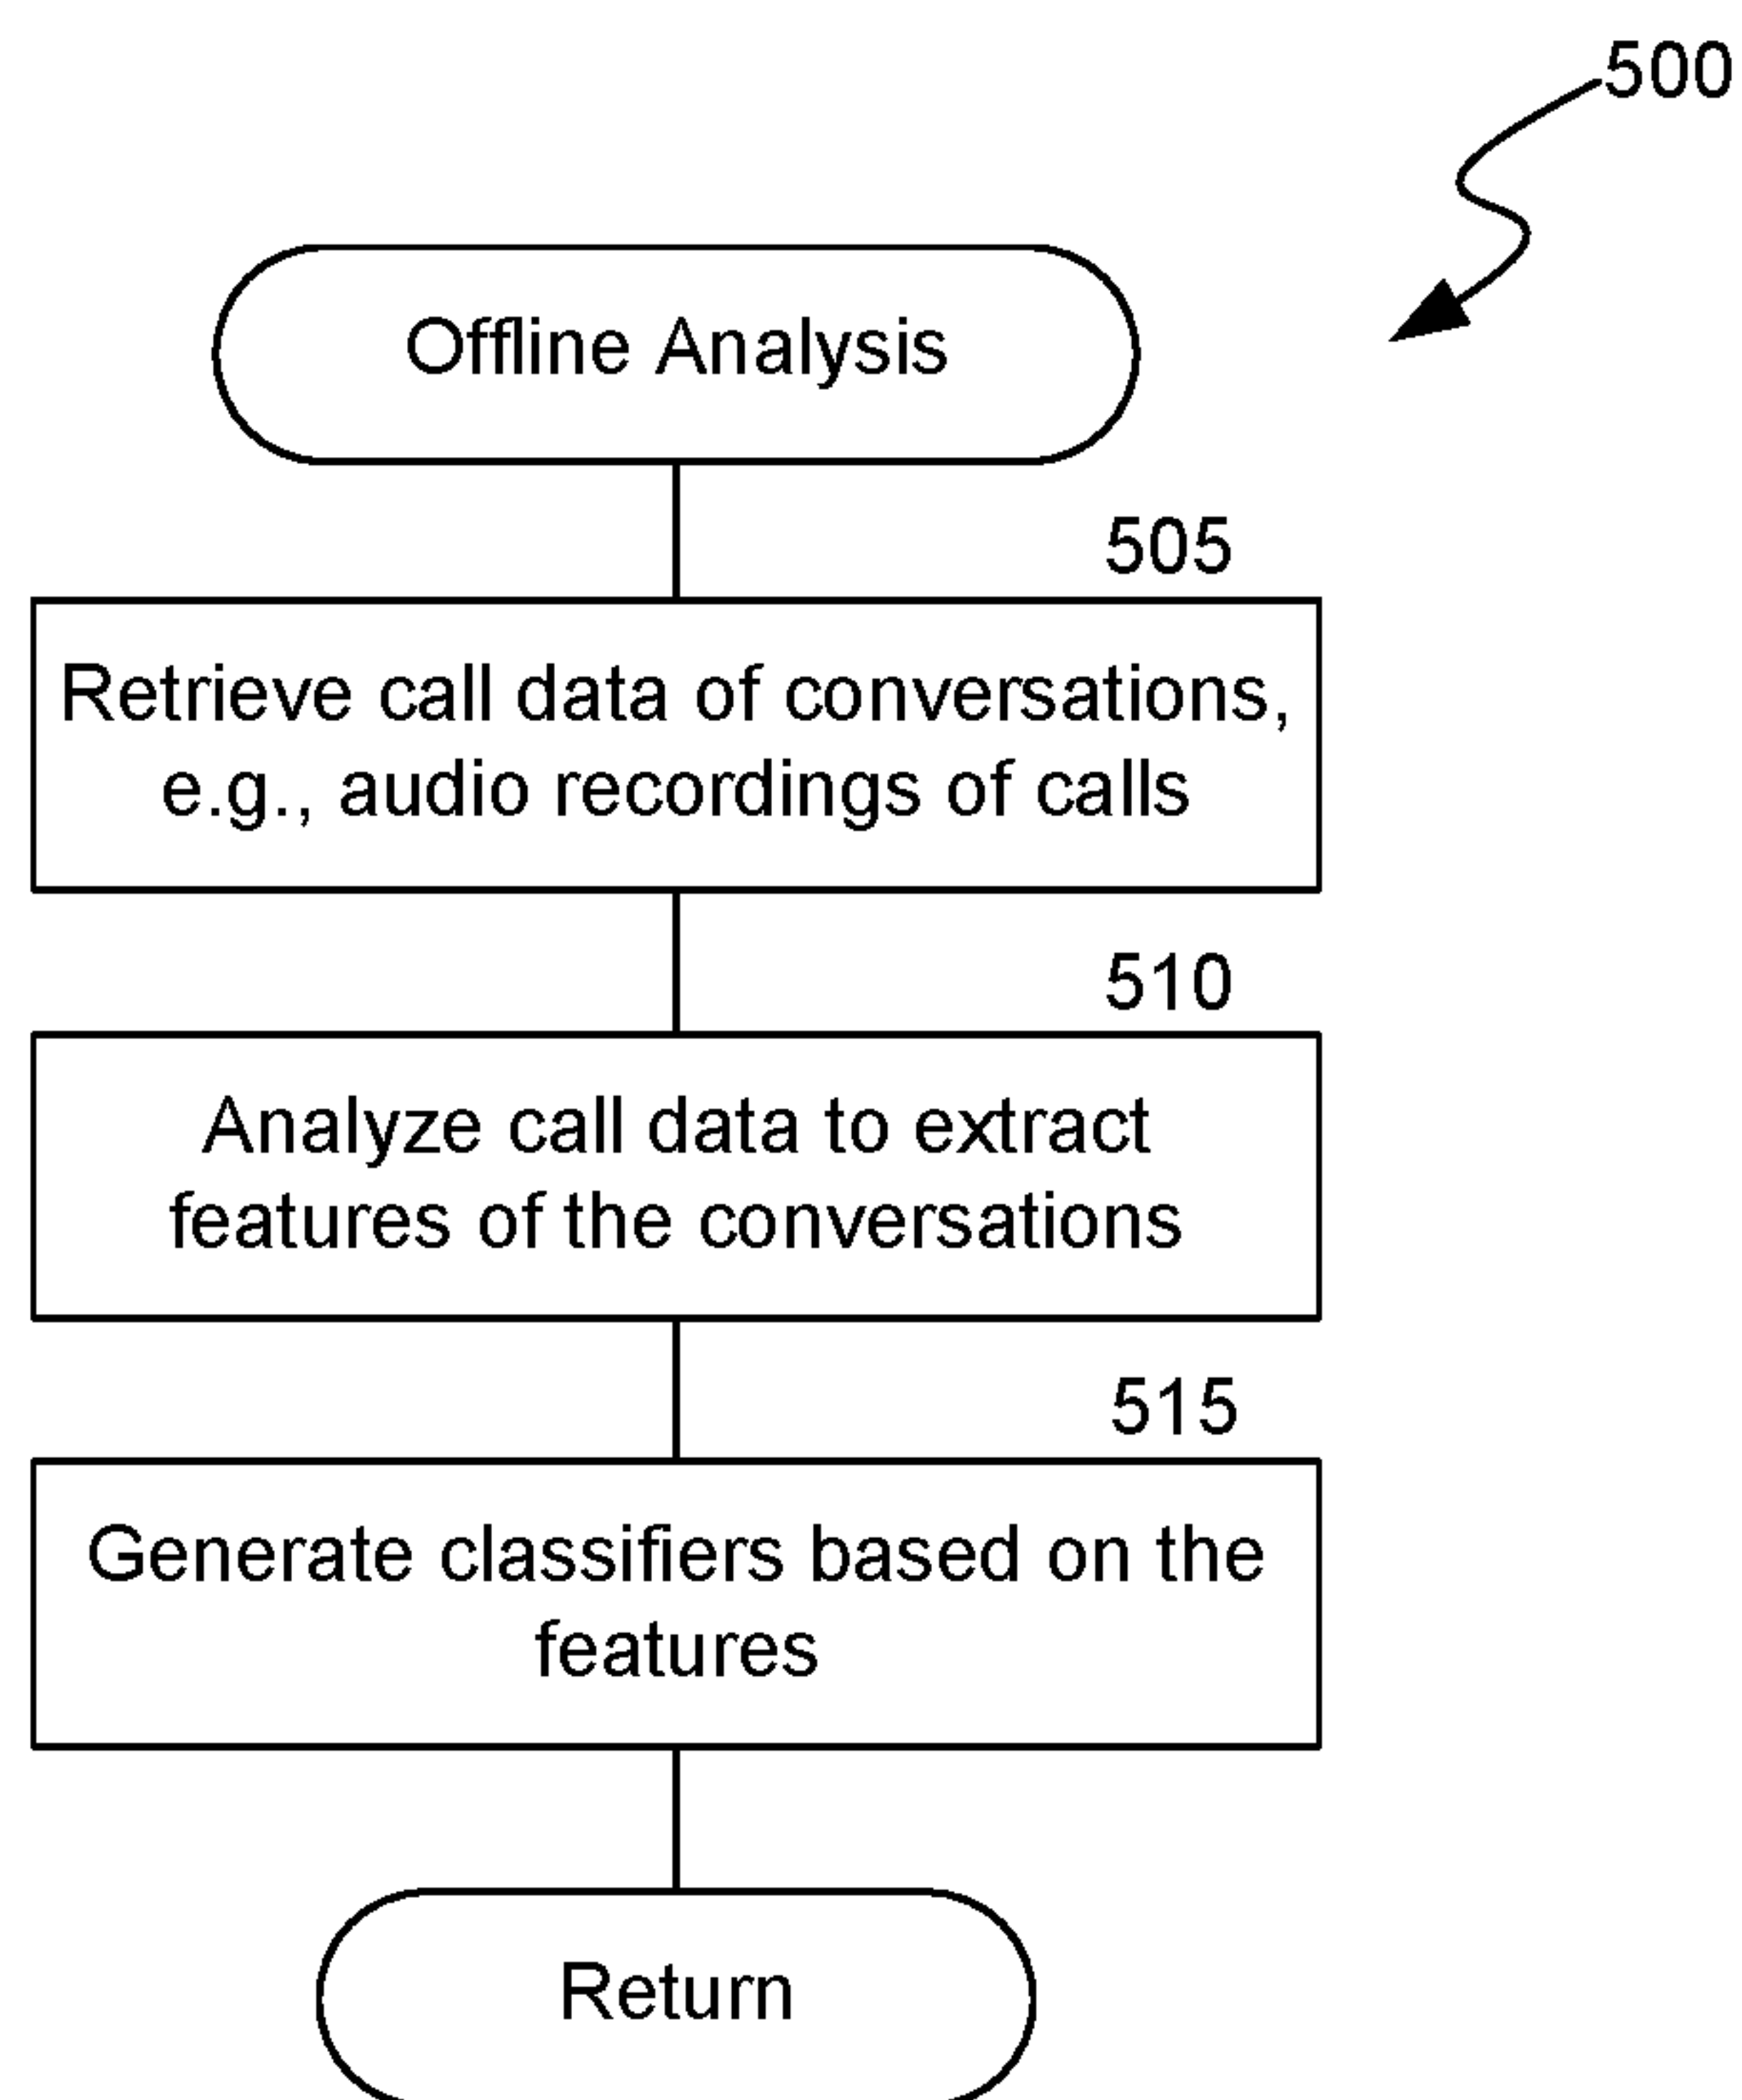 500
Offline Analysis
505
Retrieve call data of conversations,
e.g., audio recordings of calls
510
Analyze call data to extract
features of the conversations
515
Generate classifiers based on the
features
Return